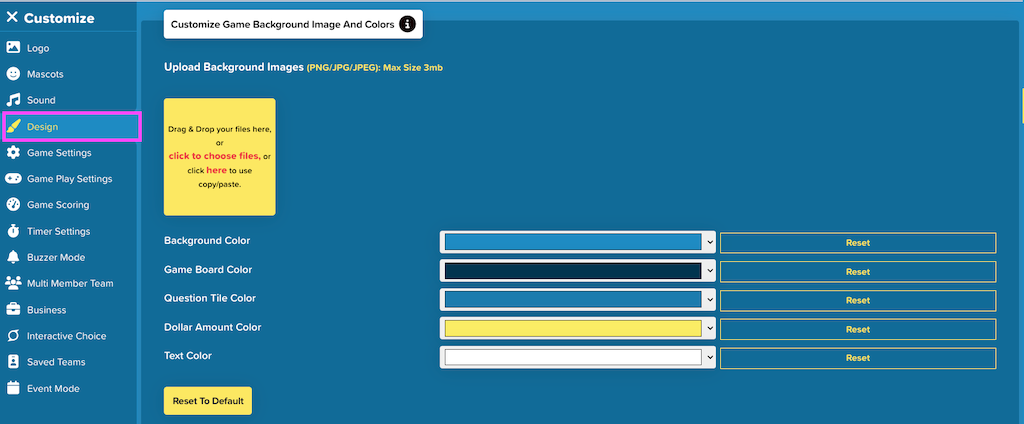 Customize
Logo
Mascots
Sound
Design
Game Settings
Game Play Settings
Game Scoring
Timer Settings
Buzzer Mode
Multi Member Team
Business
Interactive Choice
Saved Teams
Event Mode
Customize Game Background Image And Colors
Upload Background Images (PNG/JPG/JPEG): Max Size 3mb
Drag & Drop your files here,
or
click to choose files, or
click here to use
copy/paste.
Background Color Reset
Game Board Color Reset
Question Tile Color Reset
Dollar Amount Color Reset
Text Color Reset
Reset To Default